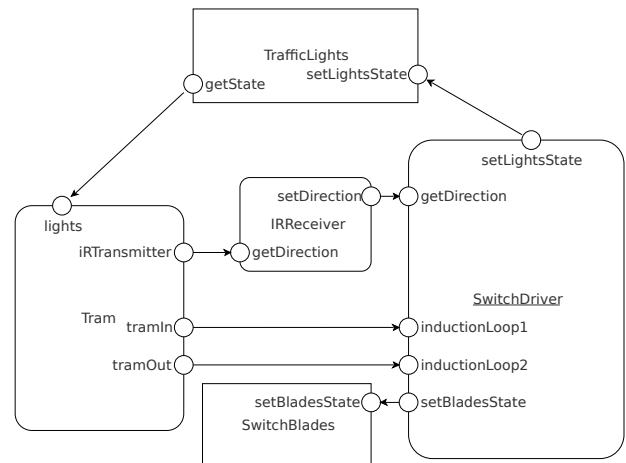 TrafficLights
setLightsState
getState
setLightsState
lights
setDirection
getDirection
IRReceiver
iRTransmitter
getDirection
SwitchDriver
Tram
tramIn
inductionLoop1
tramOut
inductionLoop2
setBladesState
setBladesState
SwitchBlades